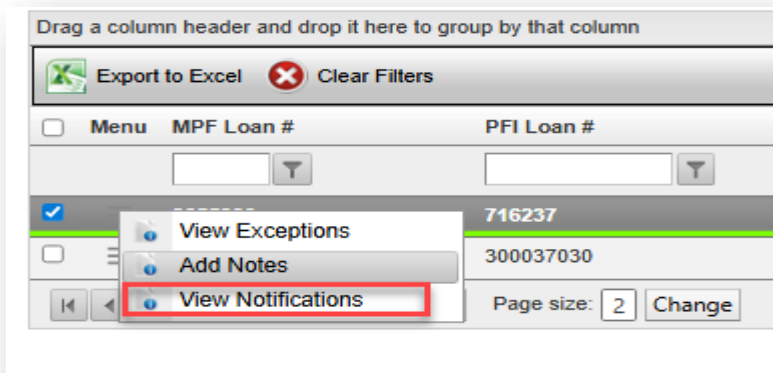 Drag a column header and drop it here to group by that column
Export to Excel Clear Filters
Menu MPF Loan # PFI Loan #
716237
View Exceptions
300037030
Add Notes
View Notifications
Page size: 2 Change